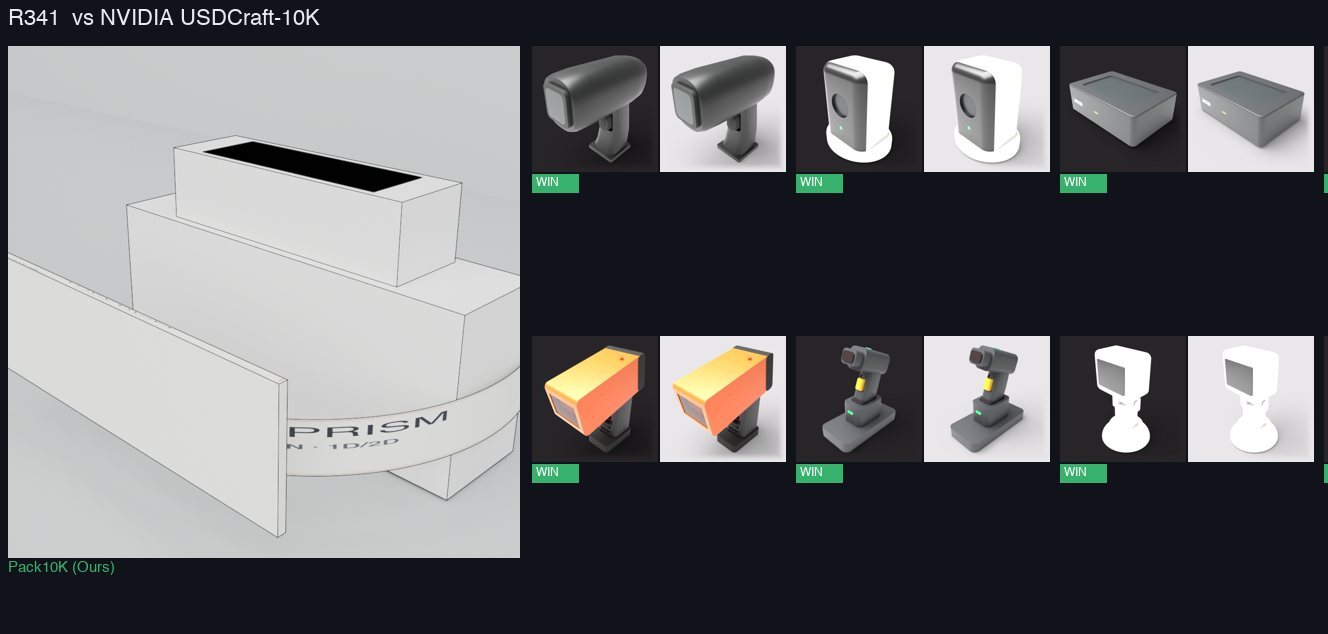 R341 vs NVIDIA USDCraft-10K
PRISM
N · 1D/2D
WIN
WIN
WIN
WIN
WIN
WIN
Pack10K (Ours)